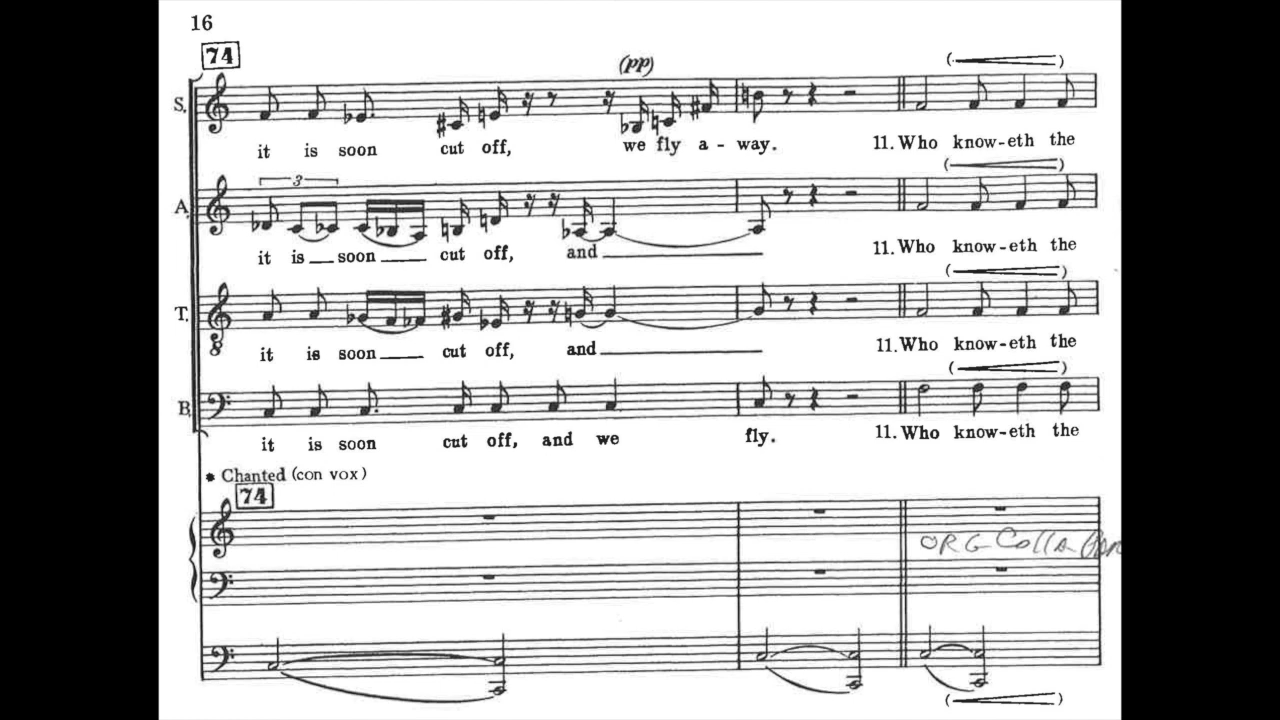 16
74
(pp)
S.
it is soon cut off, we fly a - way. 11. Who know-eth the
3
A.
it is soon cut off, and 11. Who know-eth the
T.
8
it is soon cut off, and 11. Who know-eth the
B.
it is soon cut off, and we fly. 11. Who know-eth the
* Chanted (con vox)
74
ORG Colla